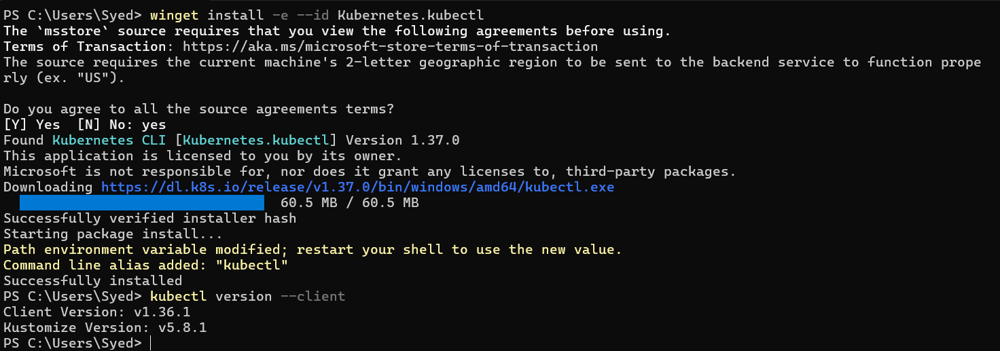 PS C:\Users\Syed> winget install -e --id Kubernetes.kubectl
The `msstore` source requires that you view the following agreements before using.
Terms of Transaction: https://aka.ms/microsoft-store-terms-of-transaction
The source requires the current machine's 2-letter geographic region to be sent to the backend service to function prope
rly (ex. "US").
Do you agree to all the source agreements terms?
[Y] Yes  [N] No: yes
Found Kubernetes CLI [Kubernetes.kubectl] Version 1.37.0
This application is licensed to you by its owner.
Microsoft is not responsible for, nor does it grant any licenses to, third-party packages.
Downloading https://dl.k8s.io/release/v1.37.0/bin/windows/amd64/kubectl.exe
60.5 MB / 60.5 MB
Successfully verified installer hash
Starting package install...
Path environment variable modified; restart your shell to use the new value.
Command line alias added: "kubectl"
Successfully installed
PS C:\Users\Syed> kubectl version --client
Client Version: v1.36.1
Kustomize Version: v5.8.1
PS C:\Users\Syed>